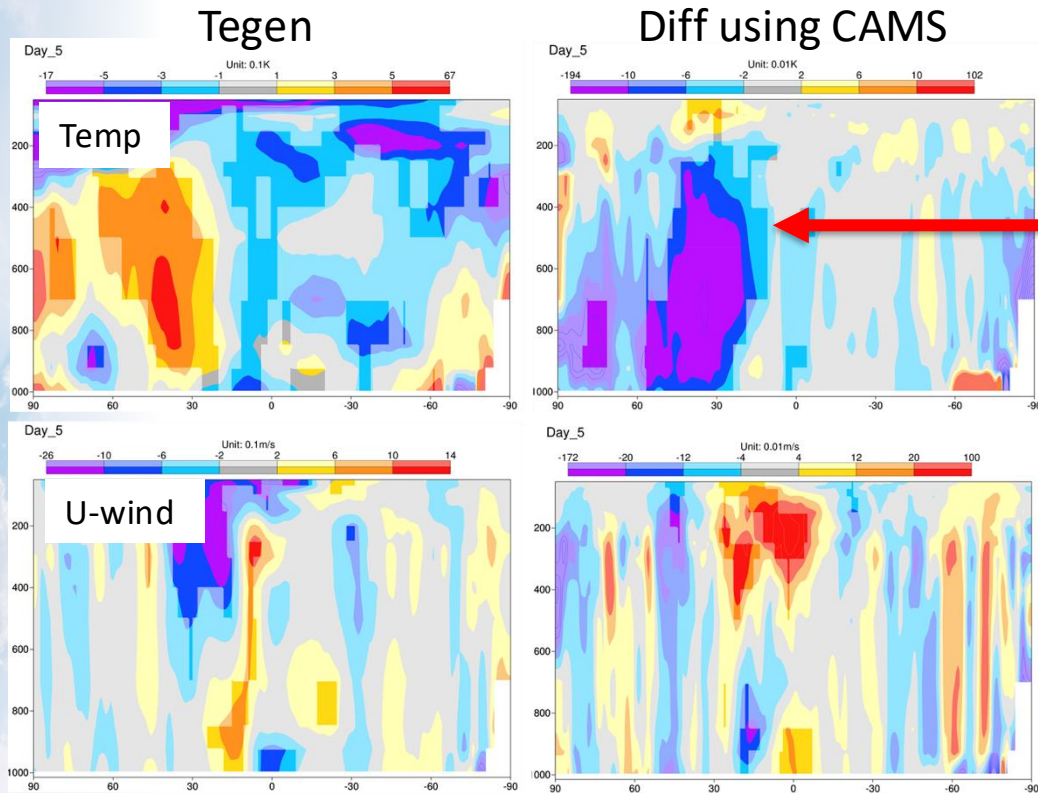 Tegen
Diff using CAMS
Day_5
Unit: 0.1K
-17 -5 -3 -1 1 3 5 67
Temp
200
400
600
800
1000
90 60 30 0 -30 -60 -90
Day_5
Unit: 0.01K
-194 -10 -6 -2 2 6 10 102
200
400
600
800
1000
90 60 30 0 -30 -60 -90
Day_5
Unit: 0.1m/s
-26 -10 -6 -2 2 6 10 14
U-wind
200
400
600
800
1000
90 60 30 0 -30 -60 -90
Day_5
Unit: 0.01m/s
-172 -20 -12 -4 4 12 20 100
200
400
600
800
1000
90 60 30 0 -30 -60 -90